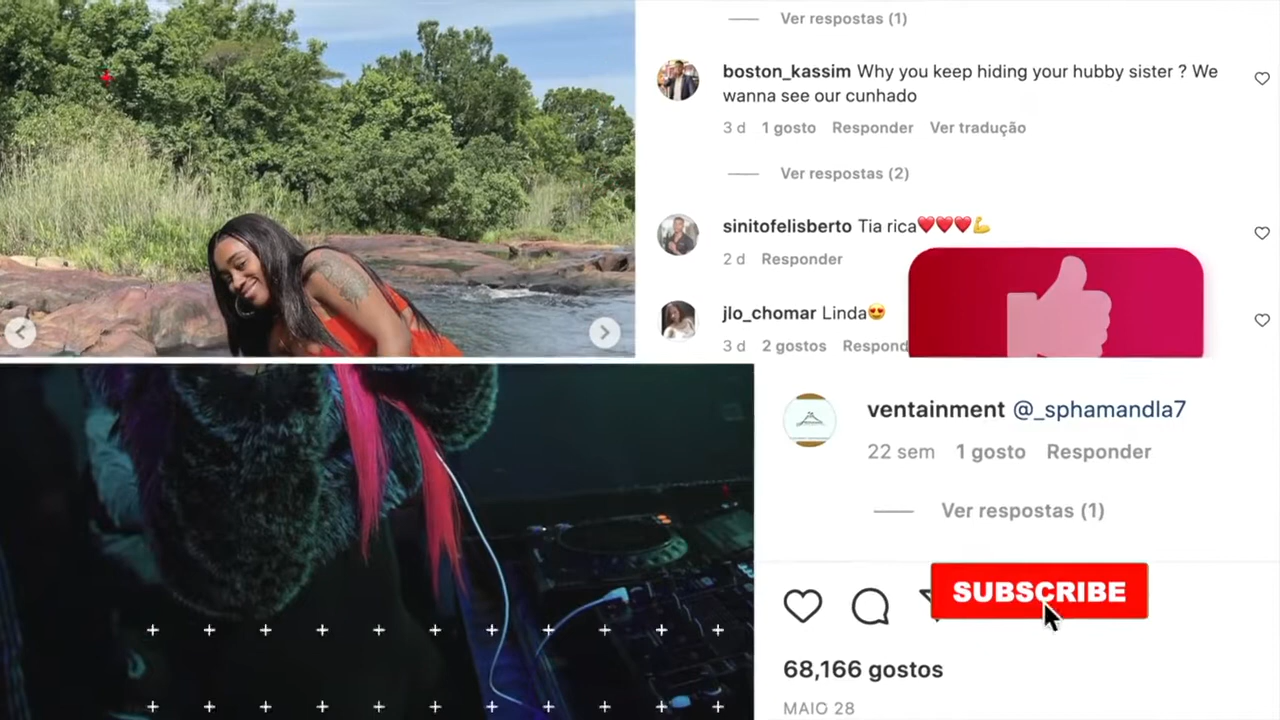 Ver respostas (1)
boston_kassim Why you keep hiding your hubby sister ? We
wanna see our cunhado
3 d 1 gosto Responder Ver tradução
Ver respostas (2)
sinitofelisberto Tia rica❤️❤️❤️💪
2 d Responder
jlo_chomar Linda😍
3 d 2 gostos Respond
ventainment @_sphamandla7
22 sem 1 gosto Responder
Ver respostas (1)
SUBSCRIBE
68,166 gostos
MAIO 28